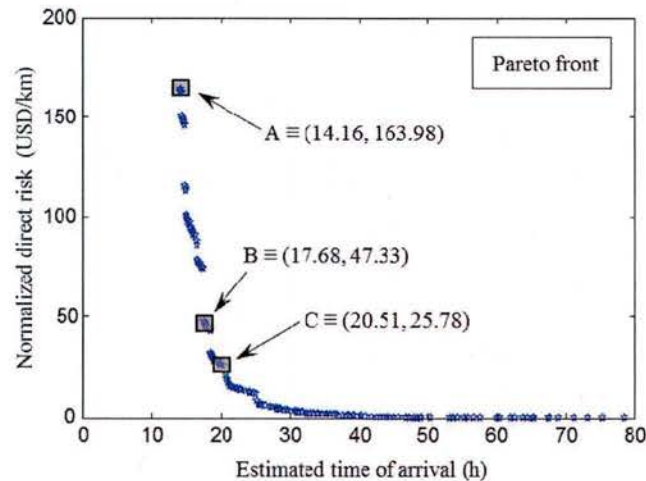 200
150
100
50
0
Normalized direct risk (USD/km)
Pareto front
A ≡ (14.16, 163.98)
B ≡ (17.68, 47.33)
C ≡ (20.51, 25.78)
0 10 20 30 40 50 60 70 80
Estimated time of arrival (h)